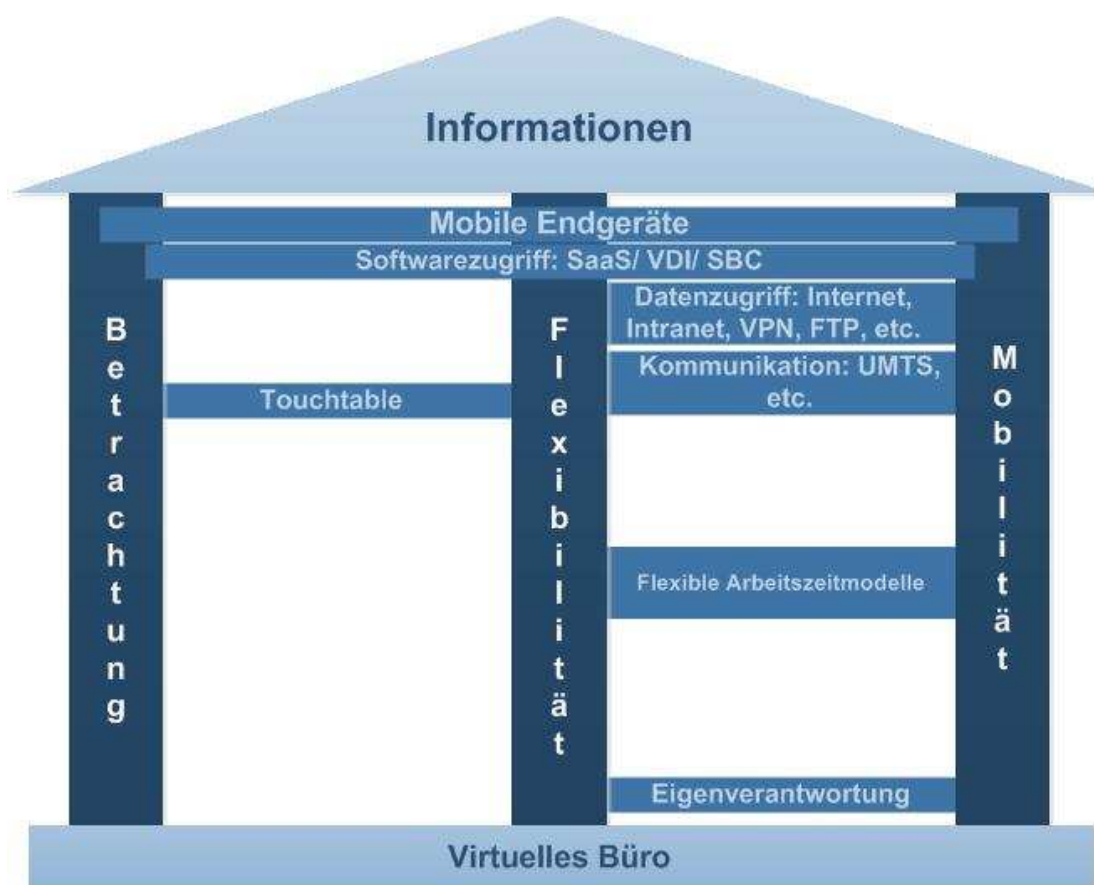 Informationen
Mobile Endgeräte
Softwarezugriff: SaaS/ VDI/ SBC
Betrachtung
Flexibilität
Mobilität
Touchtable
Datenzugriff: Internet,
Intranet, VPN, FTP, etc.
Kommunikation: UMTS,
etc.
Flexible Arbeitszeitmodelle
Eigenverantwortung
Virtuelles Büro